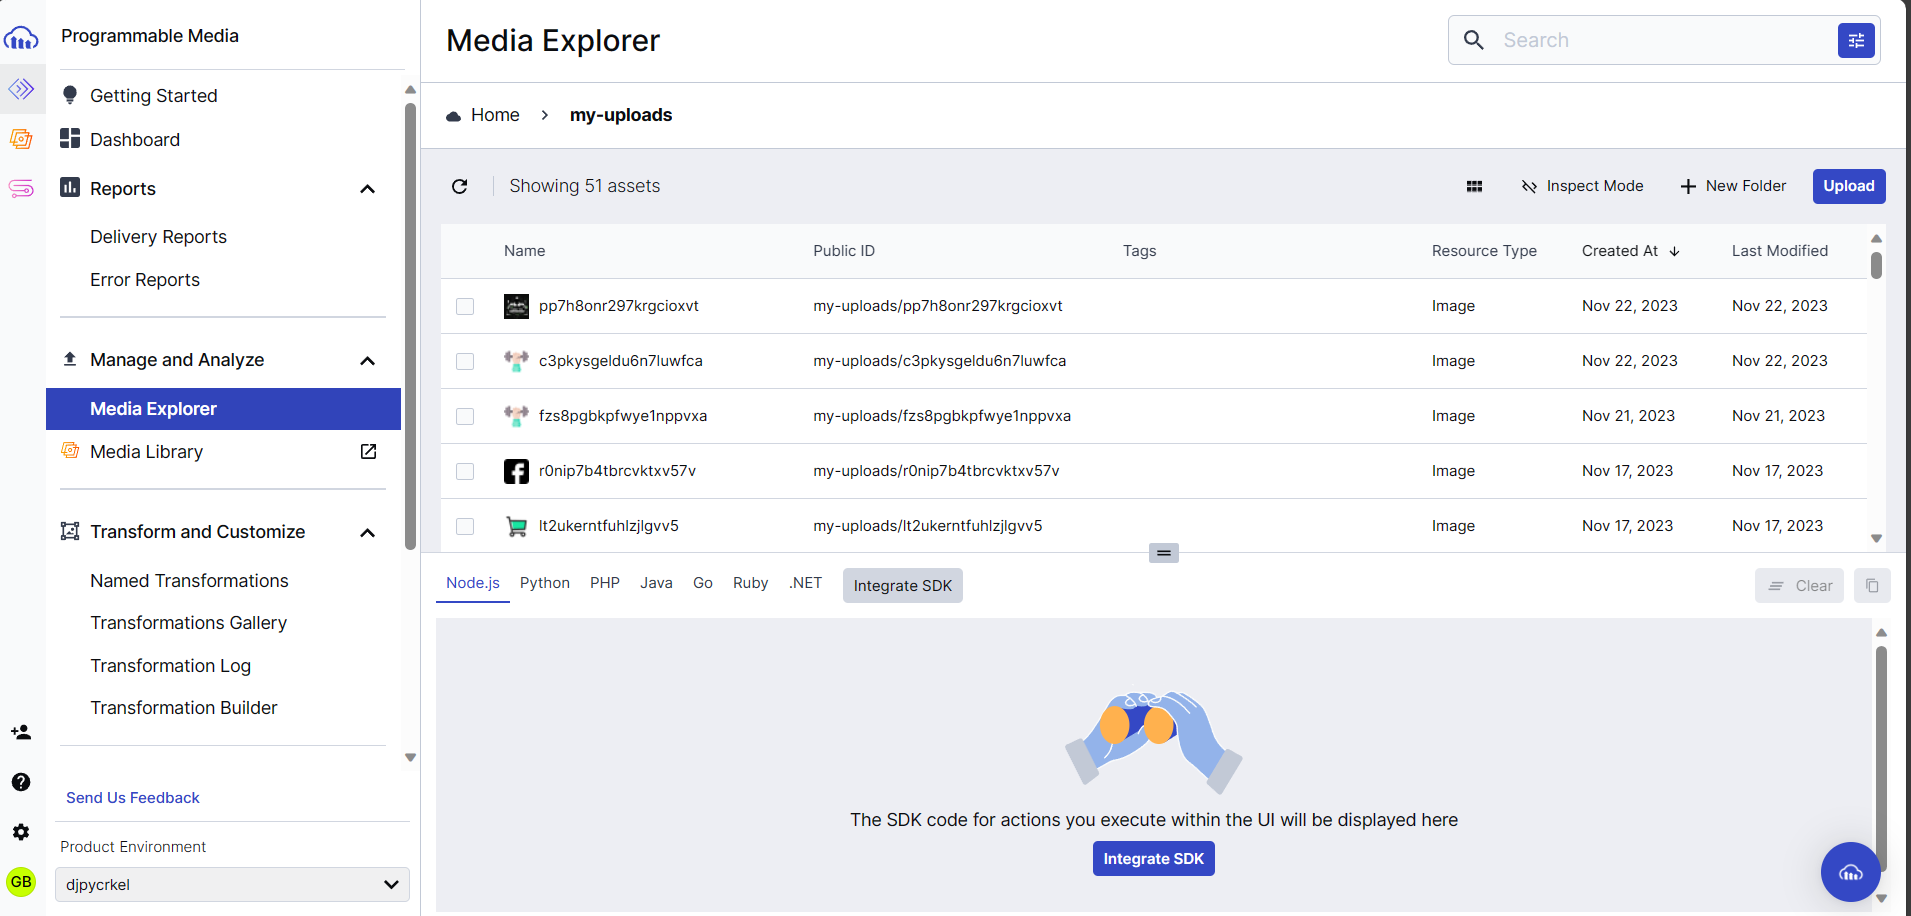 Programmable Media
Getting Started
Dashboard
Reports
Delivery Reports
Error Reports
Manage and Analyze
Media Explorer
Media Library
Transform and Customize
Named Transformations
Transformations Gallery
Transformation Log
Transformation Builder
Send Us Feedback
Product Environment
GB
djpycrkel
Media Explorer
Search
Home > my-uploads
Showing 51 assets
Inspect Mode
New Folder
Upload
Name Public ID Tags Resource Type Created At Last Modified
pp7h8onr297krgcioxvt my-uploads/pp7h8onr297krgcioxvt Image Nov 22, 2023 Nov 22, 2023
c3pkysgeldu6n7luwfca my-uploads/c3pkysgeldu6n7luwfca Image Nov 22, 2023 Nov 22, 2023
fzs8pgbkpfwye1nppvxa my-uploads/fzs8pgbkpfwye1nppvxa Image Nov 21, 2023 Nov 21, 2023
r0nip7b4tbrcvktxv57v my-uploads/r0nip7b4tbrcvktxv57v Image Nov 17, 2023 Nov 17, 2023
lt2ukerntfuhlzjlgvv5 my-uploads/lt2ukerntfuhlzjlgvv5 Image Nov 17, 2023 Nov 17, 2023
Node.js Python PHP Java Go Ruby .NET Integrate SDK Clear
The SDK code for actions you execute within the UI will be displayed here
Integrate SDK